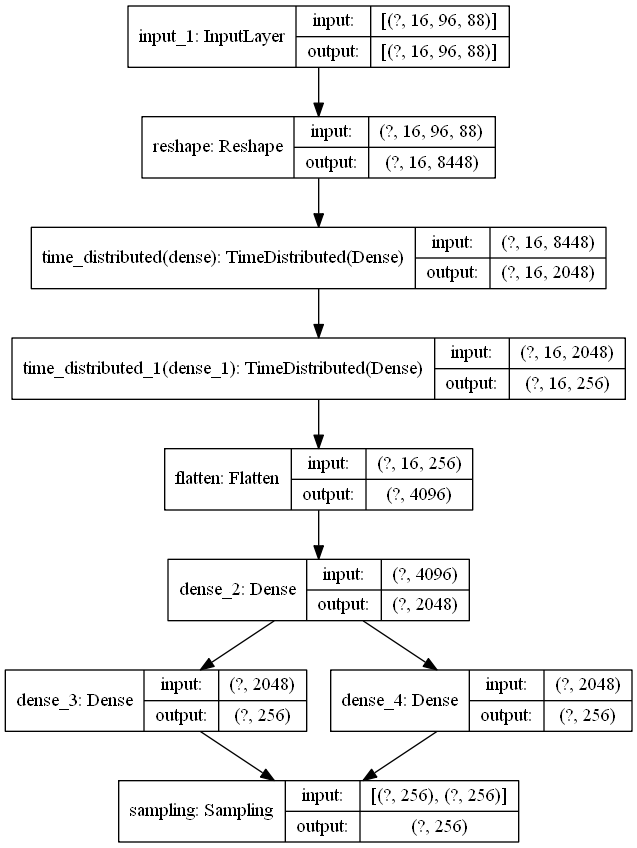 input_1: InputLayer
input: [(?, 16, 96, 88)]
output: [(?, 16, 96, 88)]
reshape: Reshape
input: (?, 16, 96, 88)
output: (?, 16, 8448)
time_distributed(dense): TimeDistributed(Dense)
input: (?, 16, 8448)
output: (?, 16, 2048)
time_distributed_1(dense_1): TimeDistributed(Dense)
input: (?, 16, 2048)
output: (?, 16, 256)
flatten: Flatten
input: (?, 16, 256)
output: (?, 4096)
dense_2: Dense
input: (?, 4096)
output: (?, 2048)
dense_3: Dense
input: (?, 2048)
output: (?, 256)
dense_4: Dense
input: (?, 2048)
output: (?, 256)
sampling: Sampling
input: [(?, 256), (?, 256)]
output: (?, 256)